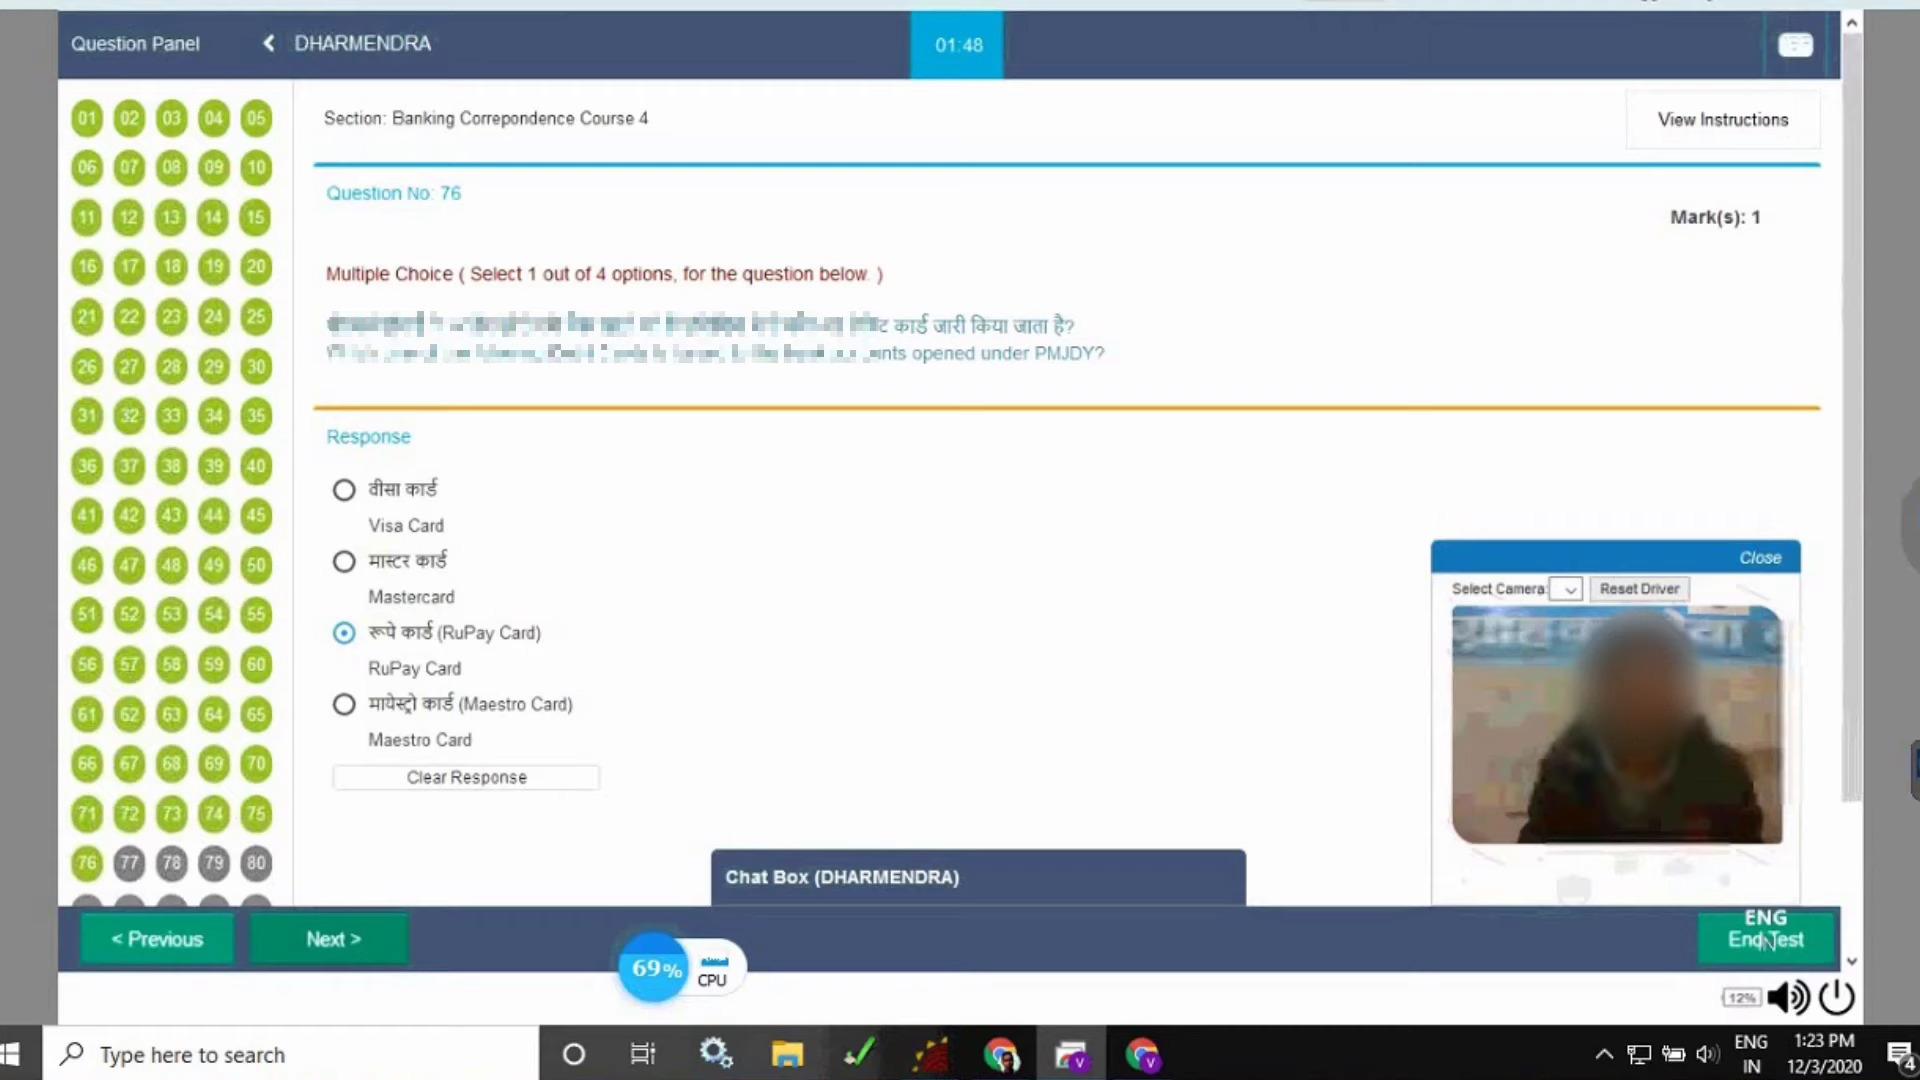 Question Panel
DHARMENDRA
01:48
01 02 03 04 05
06 07 08 09 10
11 12 13 14 15
16 17 18 19 20
21 22 23 24 25
26 27 28 29 30
31 32 33 34 35
36 37 38 39 40
41 42 43 44 45
46 47 48 49 50
51 52 53 54 55
56 57 58 59 60
61 62 63 64 65
66 67 68 69 70
71 72 73 74 75
76 77 78 79 80
Section: Banking Correpondence Course 4
View Instructions
Question No: 76
Mark(s): 1
Multiple Choice ( Select 1 out of 4 options, for the question below. )
कार्ड जारी किया जाता है?
opened under PMJDY?
Response
वीसा कार्ड
Visa Card
मास्टर कार्ड
Mastercard
रूपे कार्ड (RuPay Card)
RuPay Card
मायेस्ट्रो कार्ड (Maestro Card)
Maestro Card
Clear Response
Close
Select Camera:
Reset Driver
Chat Box (DHARMENDRA)
< Previous
Next >
ENG
End Test
69%
CPU
12%
Type here to search
ENG
IN
1:23 PM
12/3/2020
4